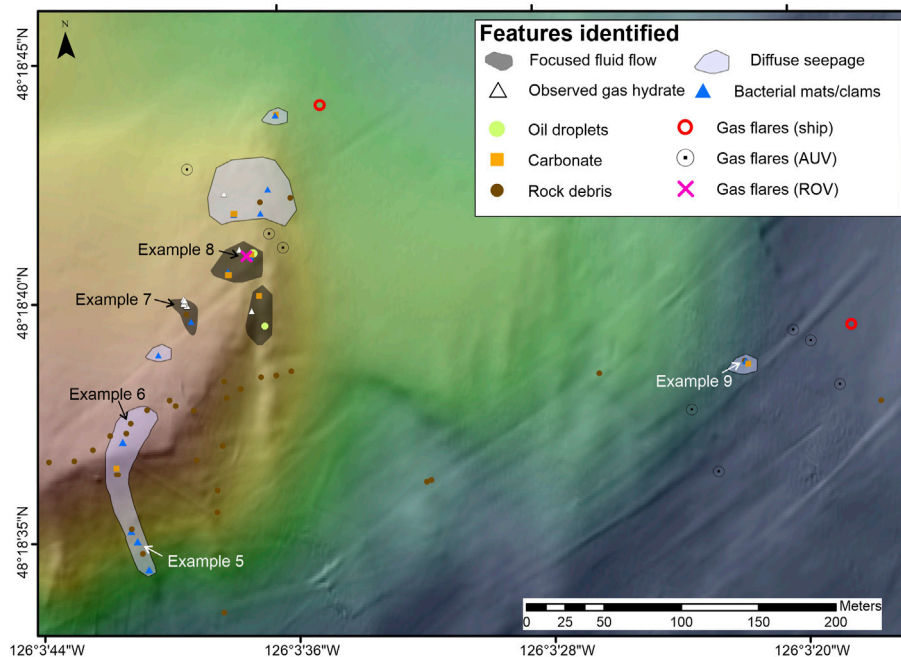 N
48°18'45"N
48°18'40"N
48°18'35"N
Features identified
Focused fluid flow
Diffuse seepage
Observed gas hydrate
Bacterial mats/clams
Oil droplets
Gas flares (ship)
Carbonate
Gas flares (AUV)
Rock debris
Gas flares (ROV)
Example 8
Example 7
Example 9
Example 6
Example 5
Meters
0 25 50 100 150 200
126°3'44"W 126°3'36"W 126°3'28"W 126°3'20"W